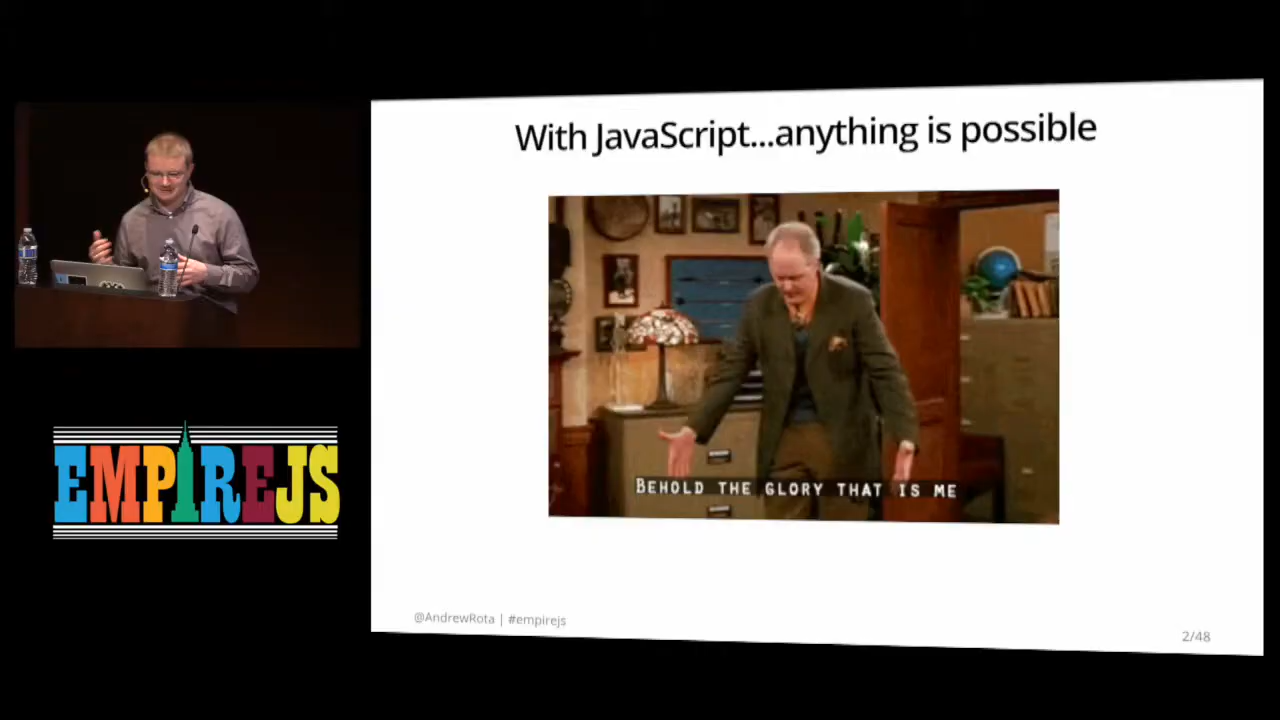 With JavaScript...anything is possible
BEHOLD THE GLORY THAT IS ME
EMPIREJS
@AndrewRota | #empirejs
2/48